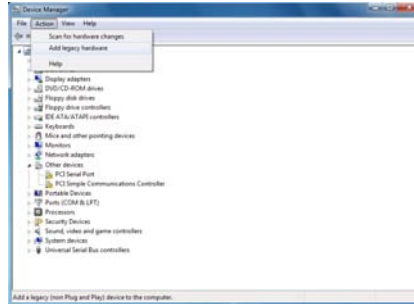 Device Manager
File Action View Help
Scan for hardware changes
Add legacy hardware
Help
Display adapters
DVD/CD-ROM drives
Floppy disk drives
Floppy drive controllers
IDE ATA/ATAPI controllers
Keyboards
Mice and other pointing devices
Monitors
Network adapters
Other devices
PCI Serial Port
PCI Simple Communications Controller
Portable Devices
Ports (COM & LPT)
Processors
Security Devices
Sound, video and game controllers
System devices
Universal Serial Bus controllers
Add a legacy (non Plug and Play) device to the computer.